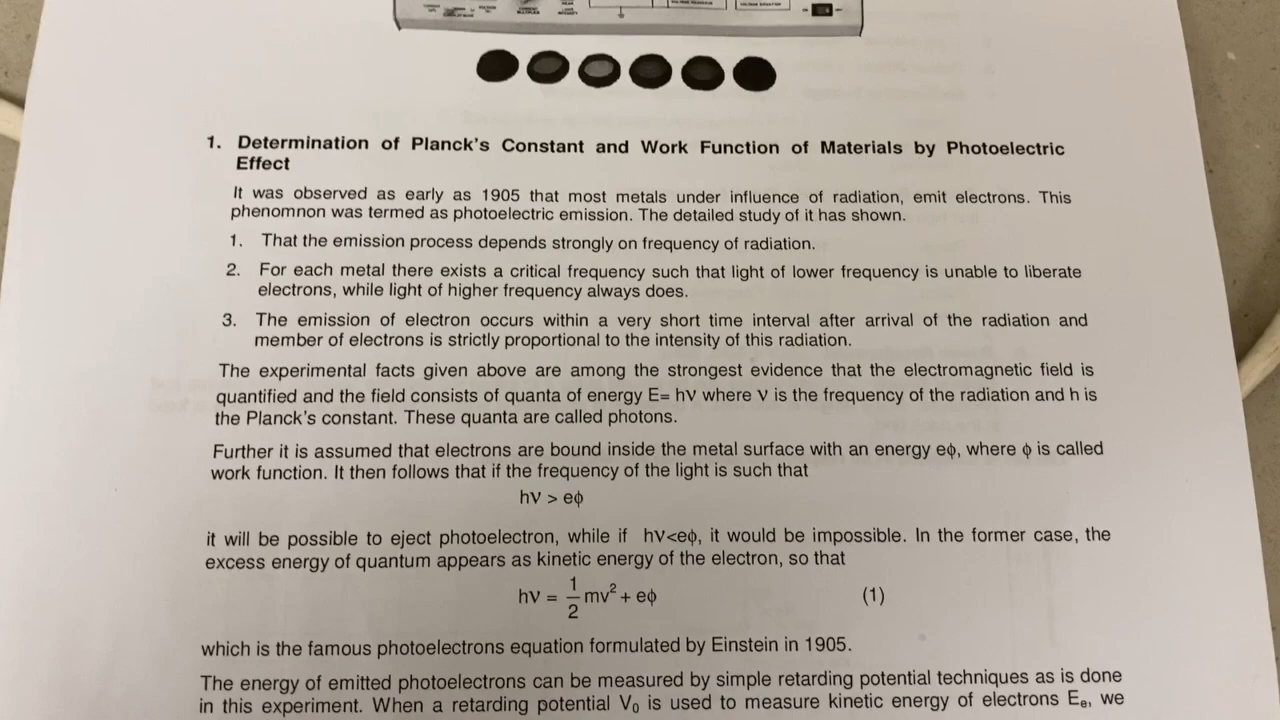 1. Determination of Planck's Constant and Work Function of Materials by Photoelectric
Effect
It was observed as early as 1905 that most metals under influence of radiation, emit electrons. This
phenomnon was termed as photoelectric emission. The detailed study of it has shown.
1. That the emission process depends strongly on frequency of radiation.
2. For each metal there exists a critical frequency such that light of lower frequency is unable to liberate
electrons, while light of higher frequency always does.
3. The emission of electron occurs within a very short time interval after arrival of the radiation and
member of electrons is strictly proportional to the intensity of this radiation.
The experimental facts given above are among the strongest evidence that the electromagnetic field is
quantified and the field consists of quanta of energy E= hν where ν is the frequency of the radiation and h is
the Planck's constant. These quanta are called photons.
Further it is assumed that electrons are bound inside the metal surface with an energy eϕ, where ϕ is called
work function. It then follows that if the frequency of the light is such that
hν > eϕ
it will be possible to eject photoelectron, while if hν<eϕ, it would be impossible. In the former case, the
excess energy of quantum appears as kinetic energy of the electron, so that
hν = 1/2 mv² + eϕ (1)
which is the famous photoelectrons equation formulated by Einstein in 1905.
The energy of emitted photoelectrons can be measured by simple retarding potential techniques as is done
in this experiment. When a retarding potential V₀ is used to measure kinetic energy of electrons Eₑ, we